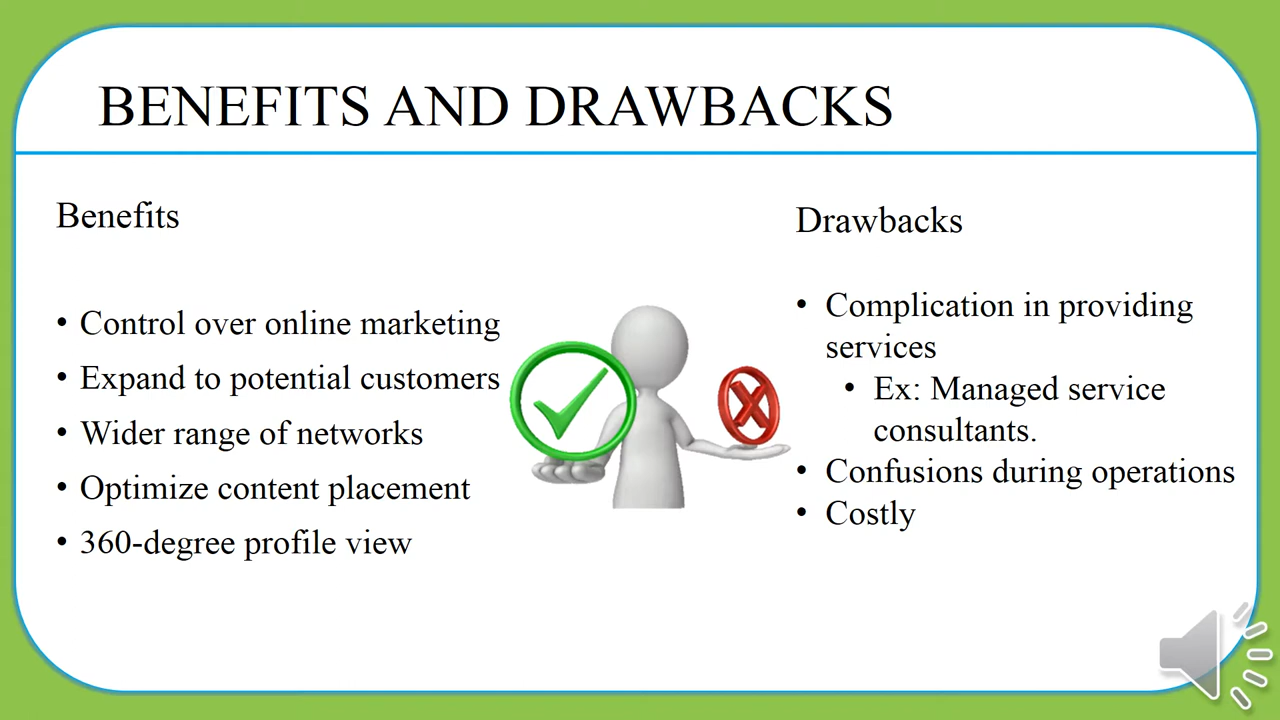 BENEFITS AND DRAWBACKS
Benefits
• Control over online marketing
• Expand to potential customers
• Wider range of networks
• Optimize content placement
• 360-degree profile view
Drawbacks
• Complication in providing
services
• Ex: Managed service
consultants.
• Confusions during operations
• Costly